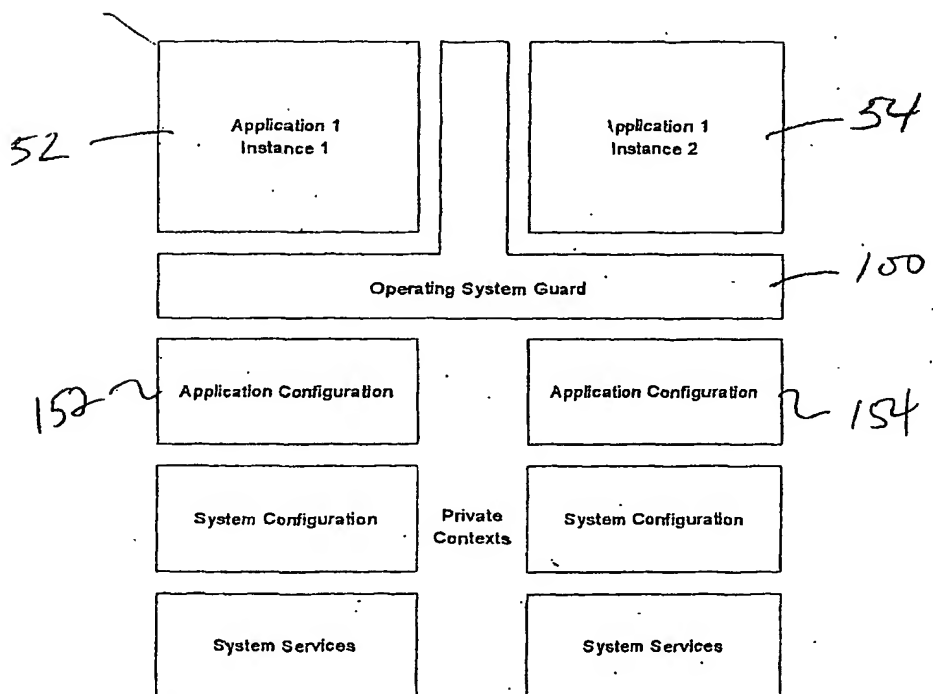 Application 1
Instance 1
Application 1
Instance 2
52
54
Operating System Guard
100
Application Configuration
Application Configuration
152
154
System Configuration
Private
Contexts
System Configuration
System Services
System Services